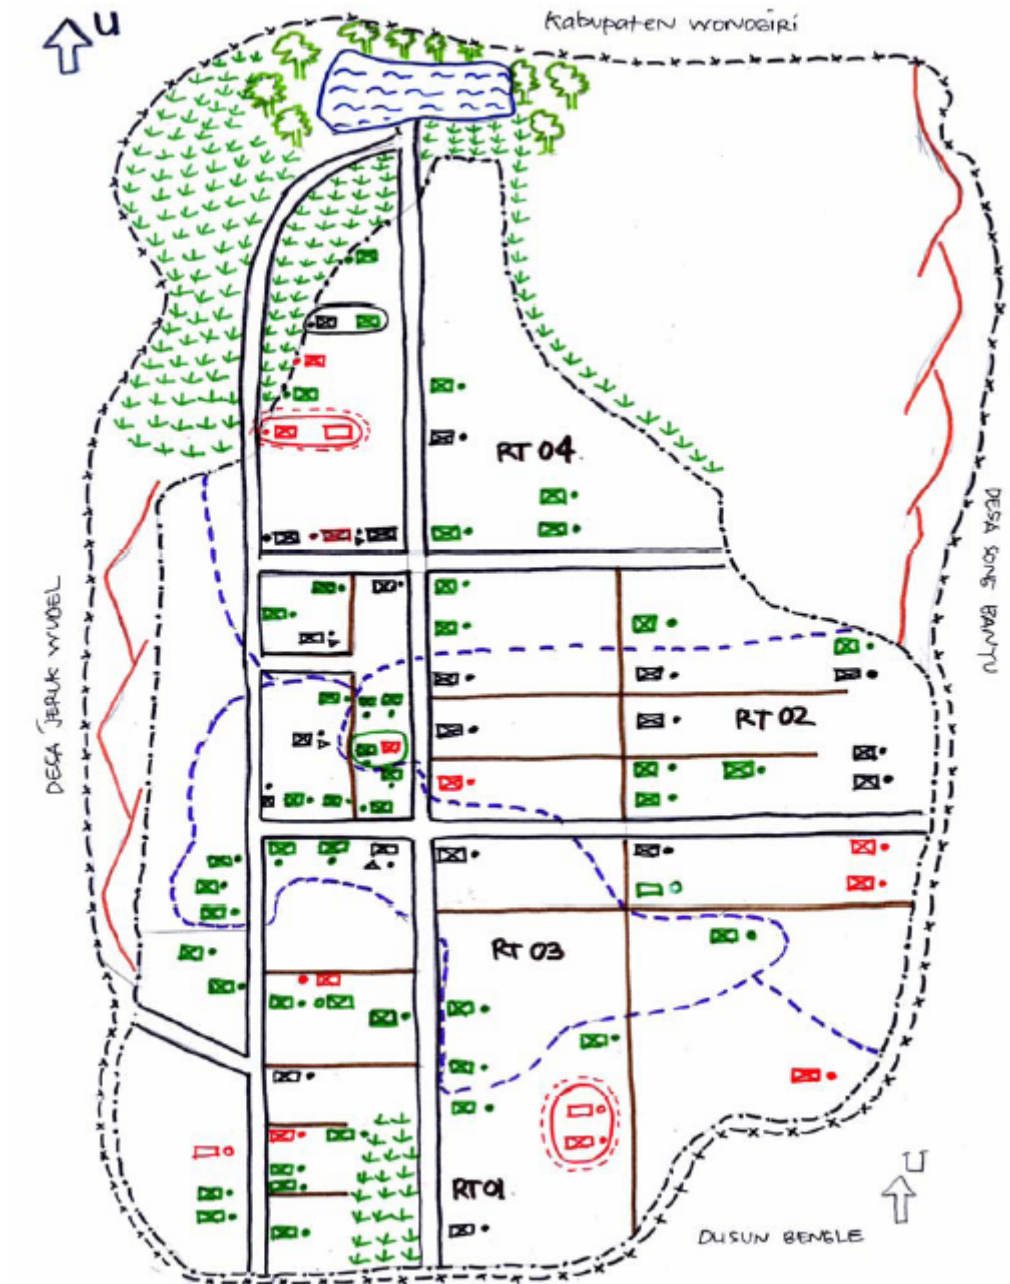 U
Kabupaten WONOGIRI
RT 04
DESA SONG BANYU
DESA JERUK WUDEL
RT 02
RT 03
RT 01
U
DUSUN BENGLE